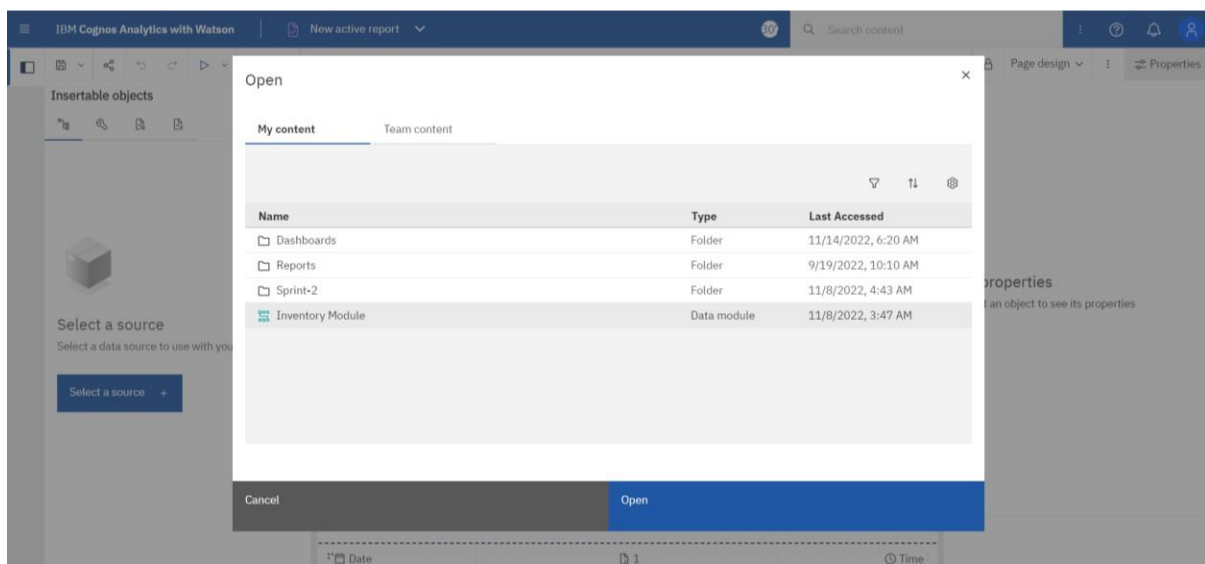 IBM Cognos Analytics with Watson
New active report
30
Search content
Page design
Properties
Insertable objects
Open
My content
Team content
Name Type Last Accessed
Dashboards Folder 11/14/2022, 6:20 AM
Reports Folder 9/19/2022, 10:10 AM
Sprint-2 Folder 11/8/2022, 4:43 AM
Inventory Module Data module 11/8/2022, 3:47 AM
Select a source
Select a data source to use with you
Select a source +
properties
an object to see its properties
Cancel
Open
Date 1 Time